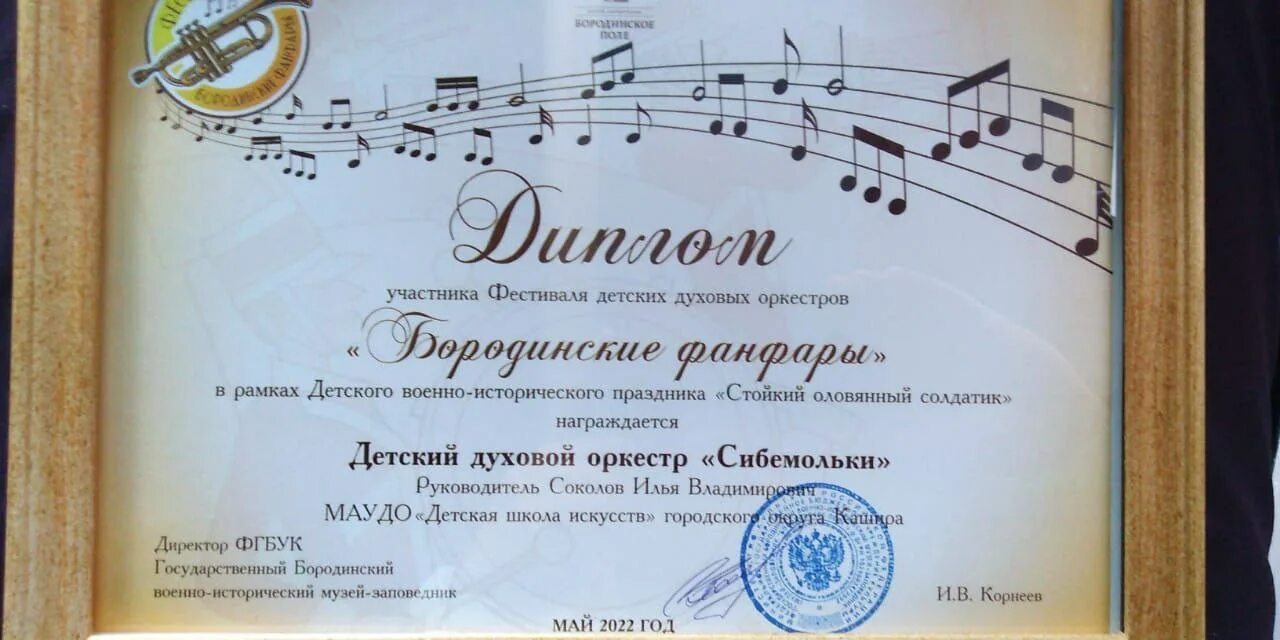 БОРОДИНСКОЕ
ПОЛЕ
БОРОДИНСКИЕ ФАНФАРЫ
Диплом
участника Фестиваля детских духовых оркестров
«Бородинские фанфары»
в рамках Детского военно-исторического праздника «Стойкий оловянный солдатик»
награждается
Детский духовой оркестр «Сибемольки»
Руководитель Соколов Илья Владимирович
МАУДО «Детская школа искусств» городского округа Кашира
Директор ФГБУК
Государственный Бородинский
военно-исторический музей-заповедник
И.В. Корнеев
МАЙ 2022 ГОД